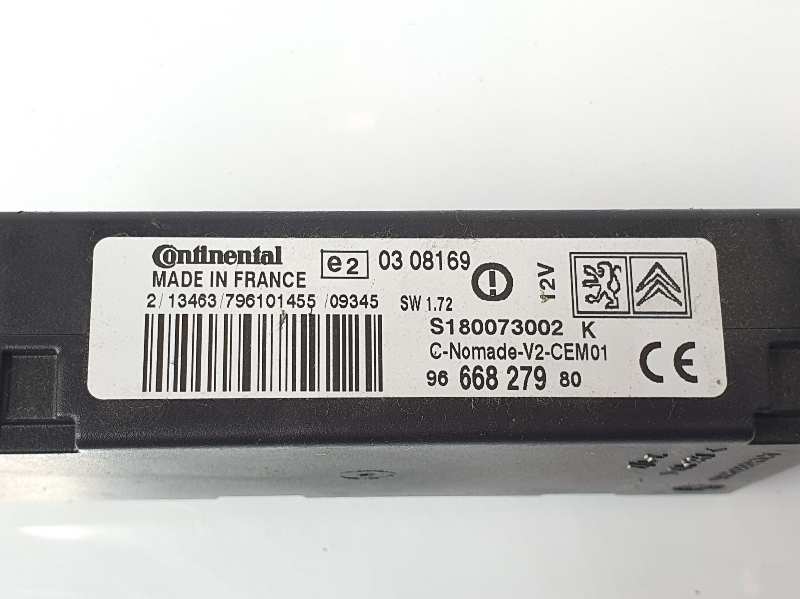 Continental
MADE IN FRANCE
e2 03 08169
12V
2/13463/796101455/09345 SW 1.72
S180073002 K
C-Nomade-V2-CEM01
96 668 279 80
CE